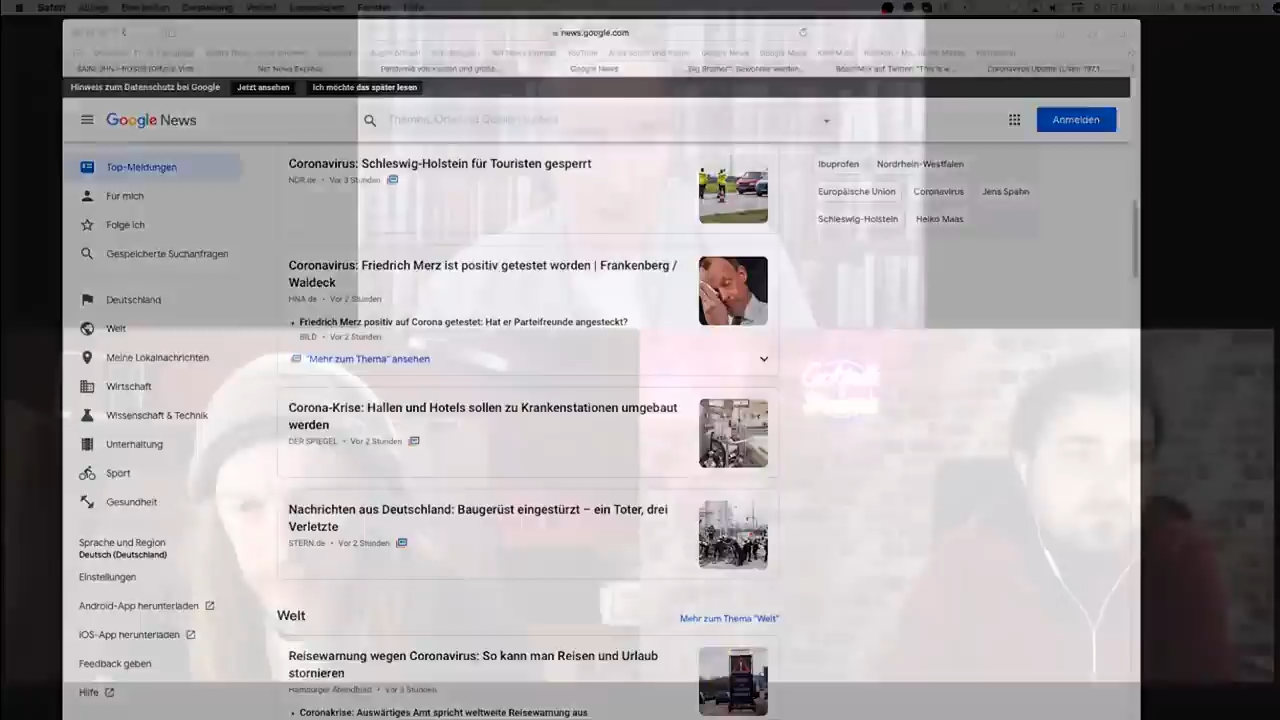 news.google.com
Google News
Hinweis zum Datenschutz bei Google
Jetzt ansehen
Ich möchte das später lesen
Google News
Anmelden
Top-Meldungen
Für mich
Folge ich
Gespeicherte Suchanfragen
Deutschland
Welt
Meine Lokalnachrichten
Wirtschaft
Wissenschaft & Technik
Unterhaltung
Sport
Gesundheit
Sprache und Region
Deutsch (Deutschland)
Einstellungen
Android-App herunterladen
iOS-App herunterladen
Feedback geben
Hilfe
Coronavirus: Schleswig-Holstein für Touristen gesperrt
NDR.de • Vor 3 Stunden
Coronavirus: Friedrich Merz ist positiv getestet worden | Frankenberg /
Waldeck
HNA.de • Vor 2 Stunden
• Friedrich Merz positiv auf Corona getestet: Hat er Parteifreunde angesteckt?
BILD • Vor 2 Stunden
"Mehr zum Thema" ansehen
Corona-Krise: Hallen und Hotels sollen zu Krankenstationen umgebaut
werden
DER SPIEGEL • Vor 2 Stunden
Nachrichten aus Deutschland: Baugerüst eingestürzt – ein Toter, drei
Verletzte
STERN.de • Vor 2 Stunden
Welt
Mehr zum Thema "Welt"
Reisewarnung wegen Coronavirus: So kann man Reisen und Urlaub
stornieren
Hamburger Abendblatt • Vor 3 Stunden
• Coronakrise: Auswärtiges Amt spricht weltweite Reisewarnung aus
Ibuprofen
Nordrhein-Westfalen
Europäische Union
Coronavirus
Jens Spahn
Schleswig-Holstein
Heiko Maas